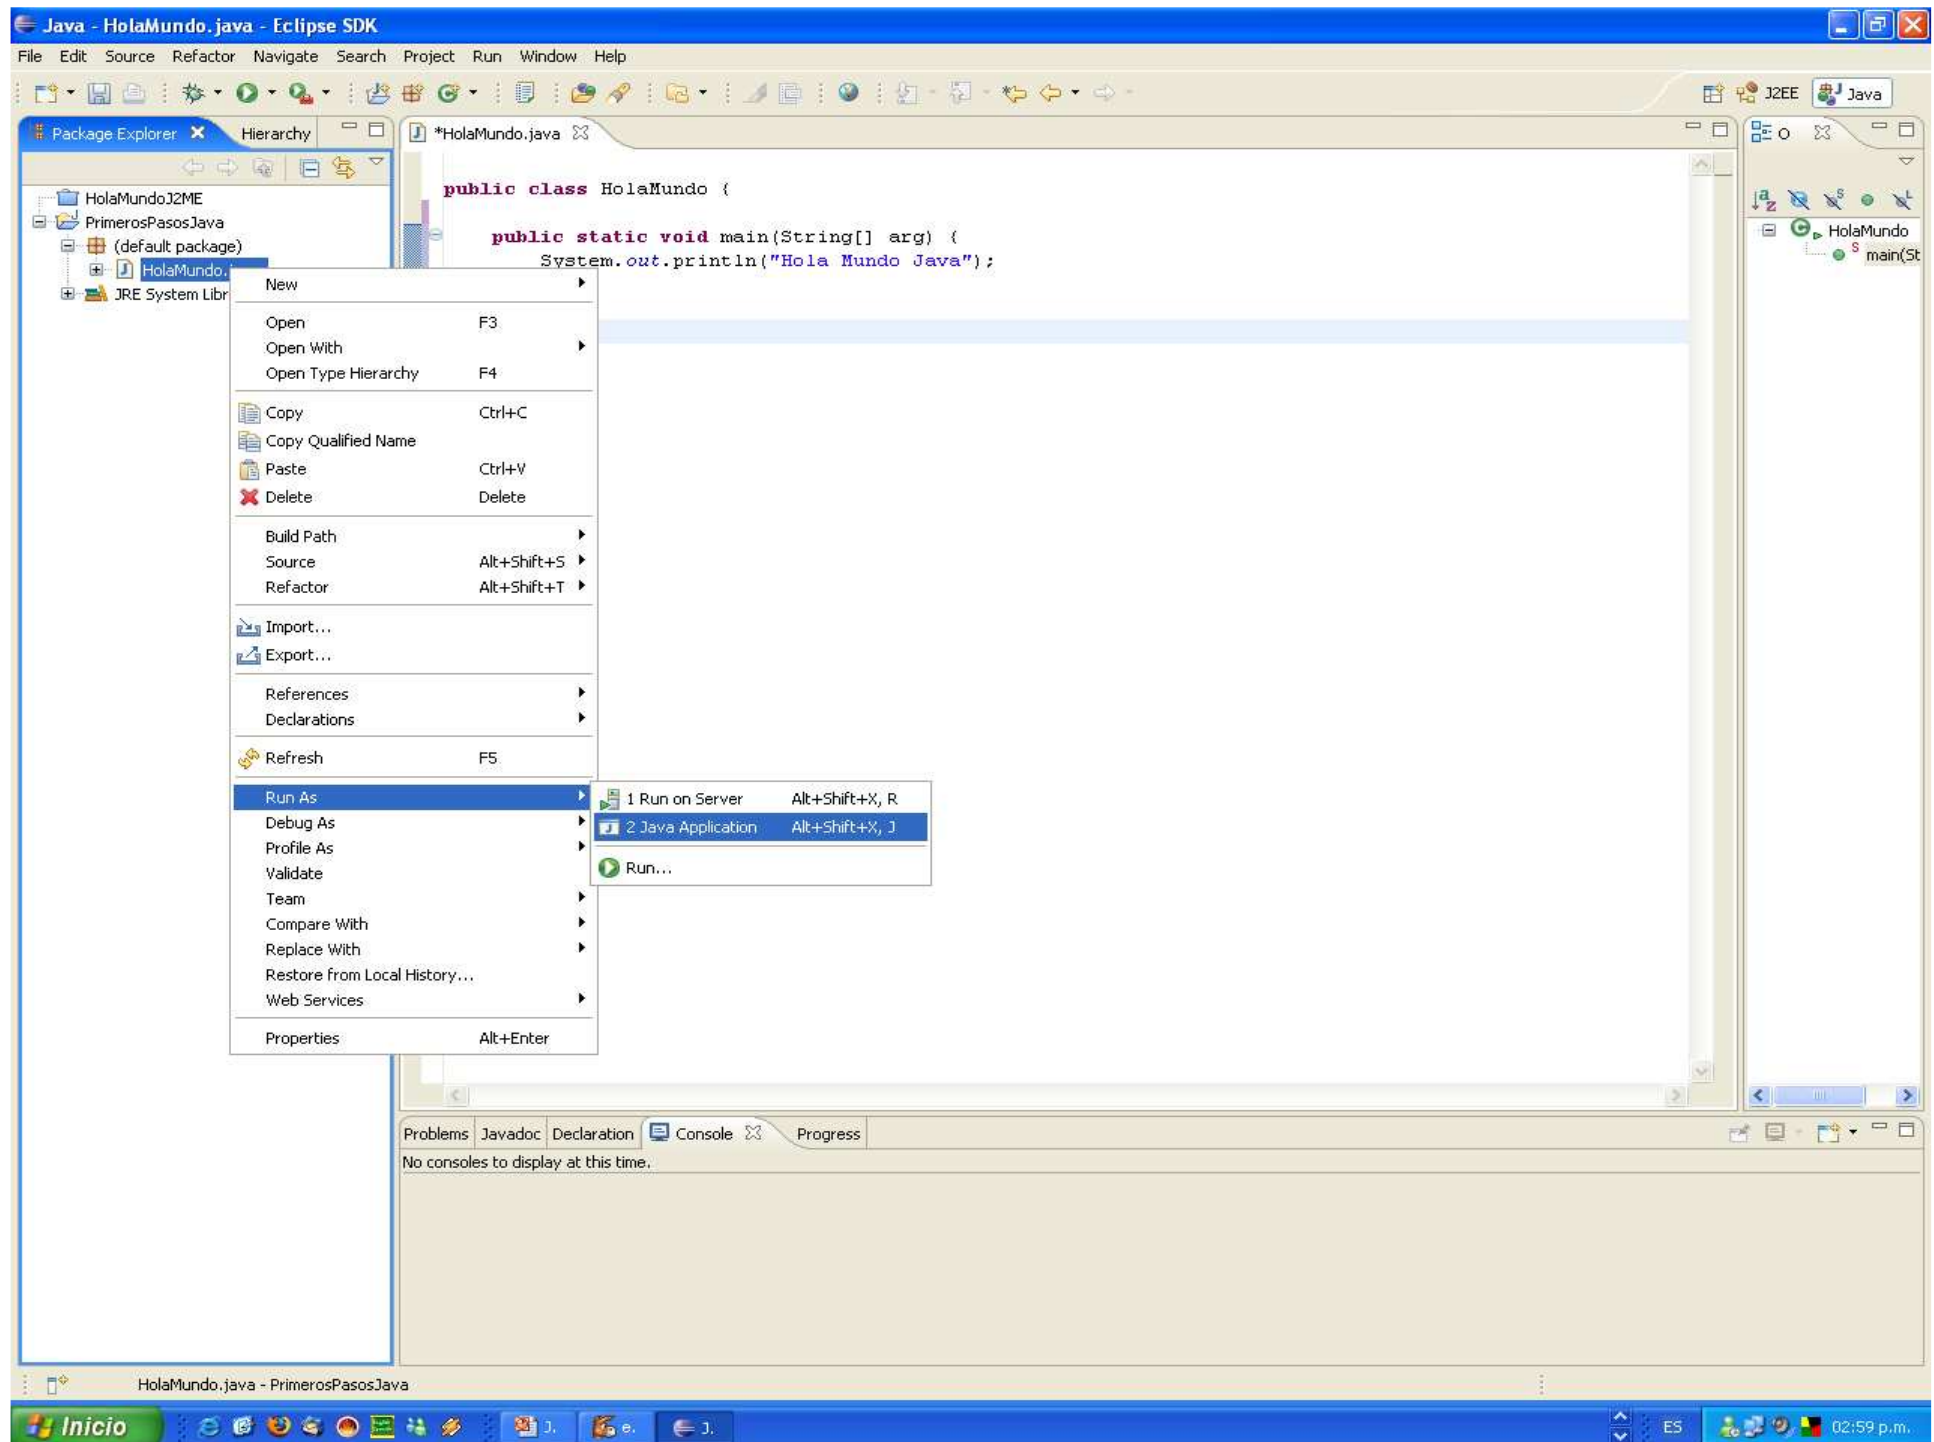 Java - HolaMundo.java - Eclipse SDK
File Edit Source Refactor Navigate Search Project Run Window Help
J2EE Java
Package Explorer Hierarchy
HolaMundoJ2ME
PrimerosPasosJava
(default package)
HolaMundo.
JRE System Libr
*HolaMundo.java
public class HolaMundo {
public static void main(String[] arg) {
System.out.println("Hola Mundo Java");
O
HolaMundo
S main(St
New
Open F3
Open With
Open Type Hierarchy F4
Copy Ctrl+C
Copy Qualified Name
Paste Ctrl+V
Delete Delete
Build Path
Source Alt+Shift+S
Refactor Alt+Shift+T
Import...
Export...
References
Declarations
Refresh F5
Run As
Debug As
Profile As
Validate
Team
Compare With
Replace With
Restore from Local History...
Web Services
Properties Alt+Enter
1 Run on Server Alt+Shift+X, R
2 Java Application Alt+Shift+X, J
Run...
Problems Javadoc Declaration Console Progress
No consoles to display at this time.
HolaMundo.java - PrimerosPasosJava
Inicio J. e. J. ES 02:59 p.m.